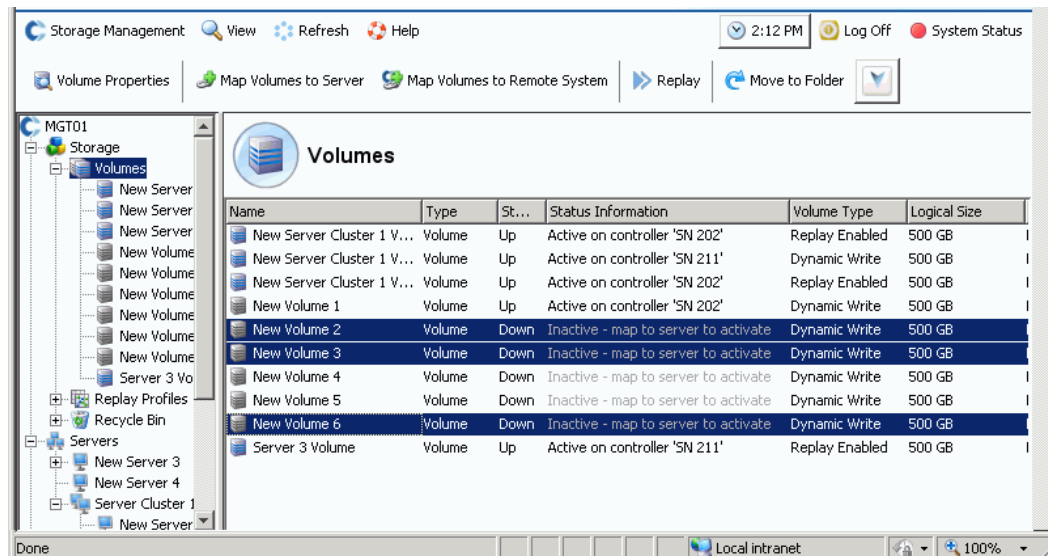 Storage Management View Refresh Help 2:12 PM Log Off System Status
Volume Properties Map Volumes to Server Map Volumes to Remote System Replay Move to Folder
MGT01
Storage
Volumes
New Server
New Server
New Server
New Volume
New Volume
New Volume
New Volume
New Volume
New Volume
Server 3 Vo
Replay Profiles
Recycle Bin
Servers
New Server 3
New Server 4
Server Cluster 1
New Server
Volumes
Name Type St... Status Information Volume Type Logical Size
New Server Cluster 1 V... Volume Up Active on controller 'SN 202' Replay Enabled 500 GB
New Server Cluster 1 V... Volume Up Active on controller 'SN 211' Dynamic Write 500 GB
New Server Cluster 1 V... Volume Up Active on controller 'SN 202' Replay Enabled 500 GB
New Volume 1 Volume Up Active on controller 'SN 202' Dynamic Write 500 GB
New Volume 2 Volume Down Inactive - map to server to activate Dynamic Write 500 GB
New Volume 3 Volume Down Inactive - map to server to activate Dynamic Write 500 GB
New Volume 4 Volume Down Inactive - map to server to activate Dynamic Write 500 GB
New Volume 5 Volume Down Inactive - map to server to activate Dynamic Write 500 GB
New Volume 6 Volume Down Inactive - map to server to activate Dynamic Write 500 GB
Server 3 Volume Volume Up Active on controller 'SN 211' Replay Enabled 500 GB
Done Local intranet 100%